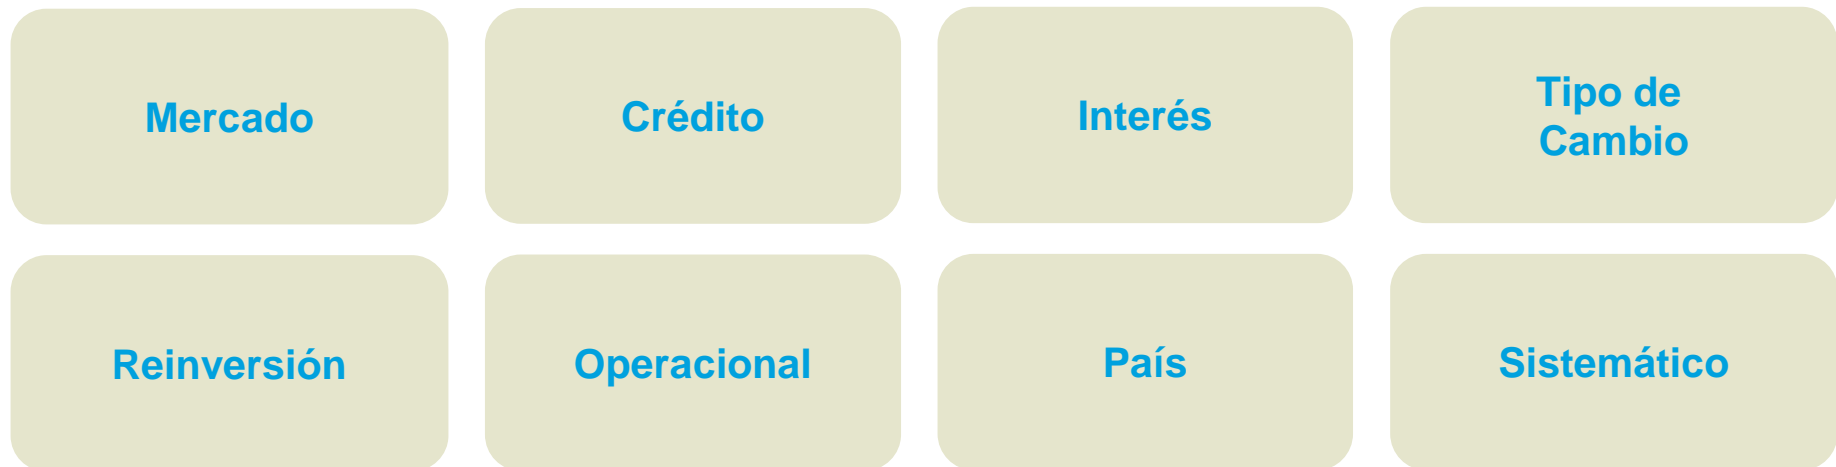 Mercado
Crédito
Interés
Tipo de
Cambio
Reinversión
Operacional
País
Sistemático